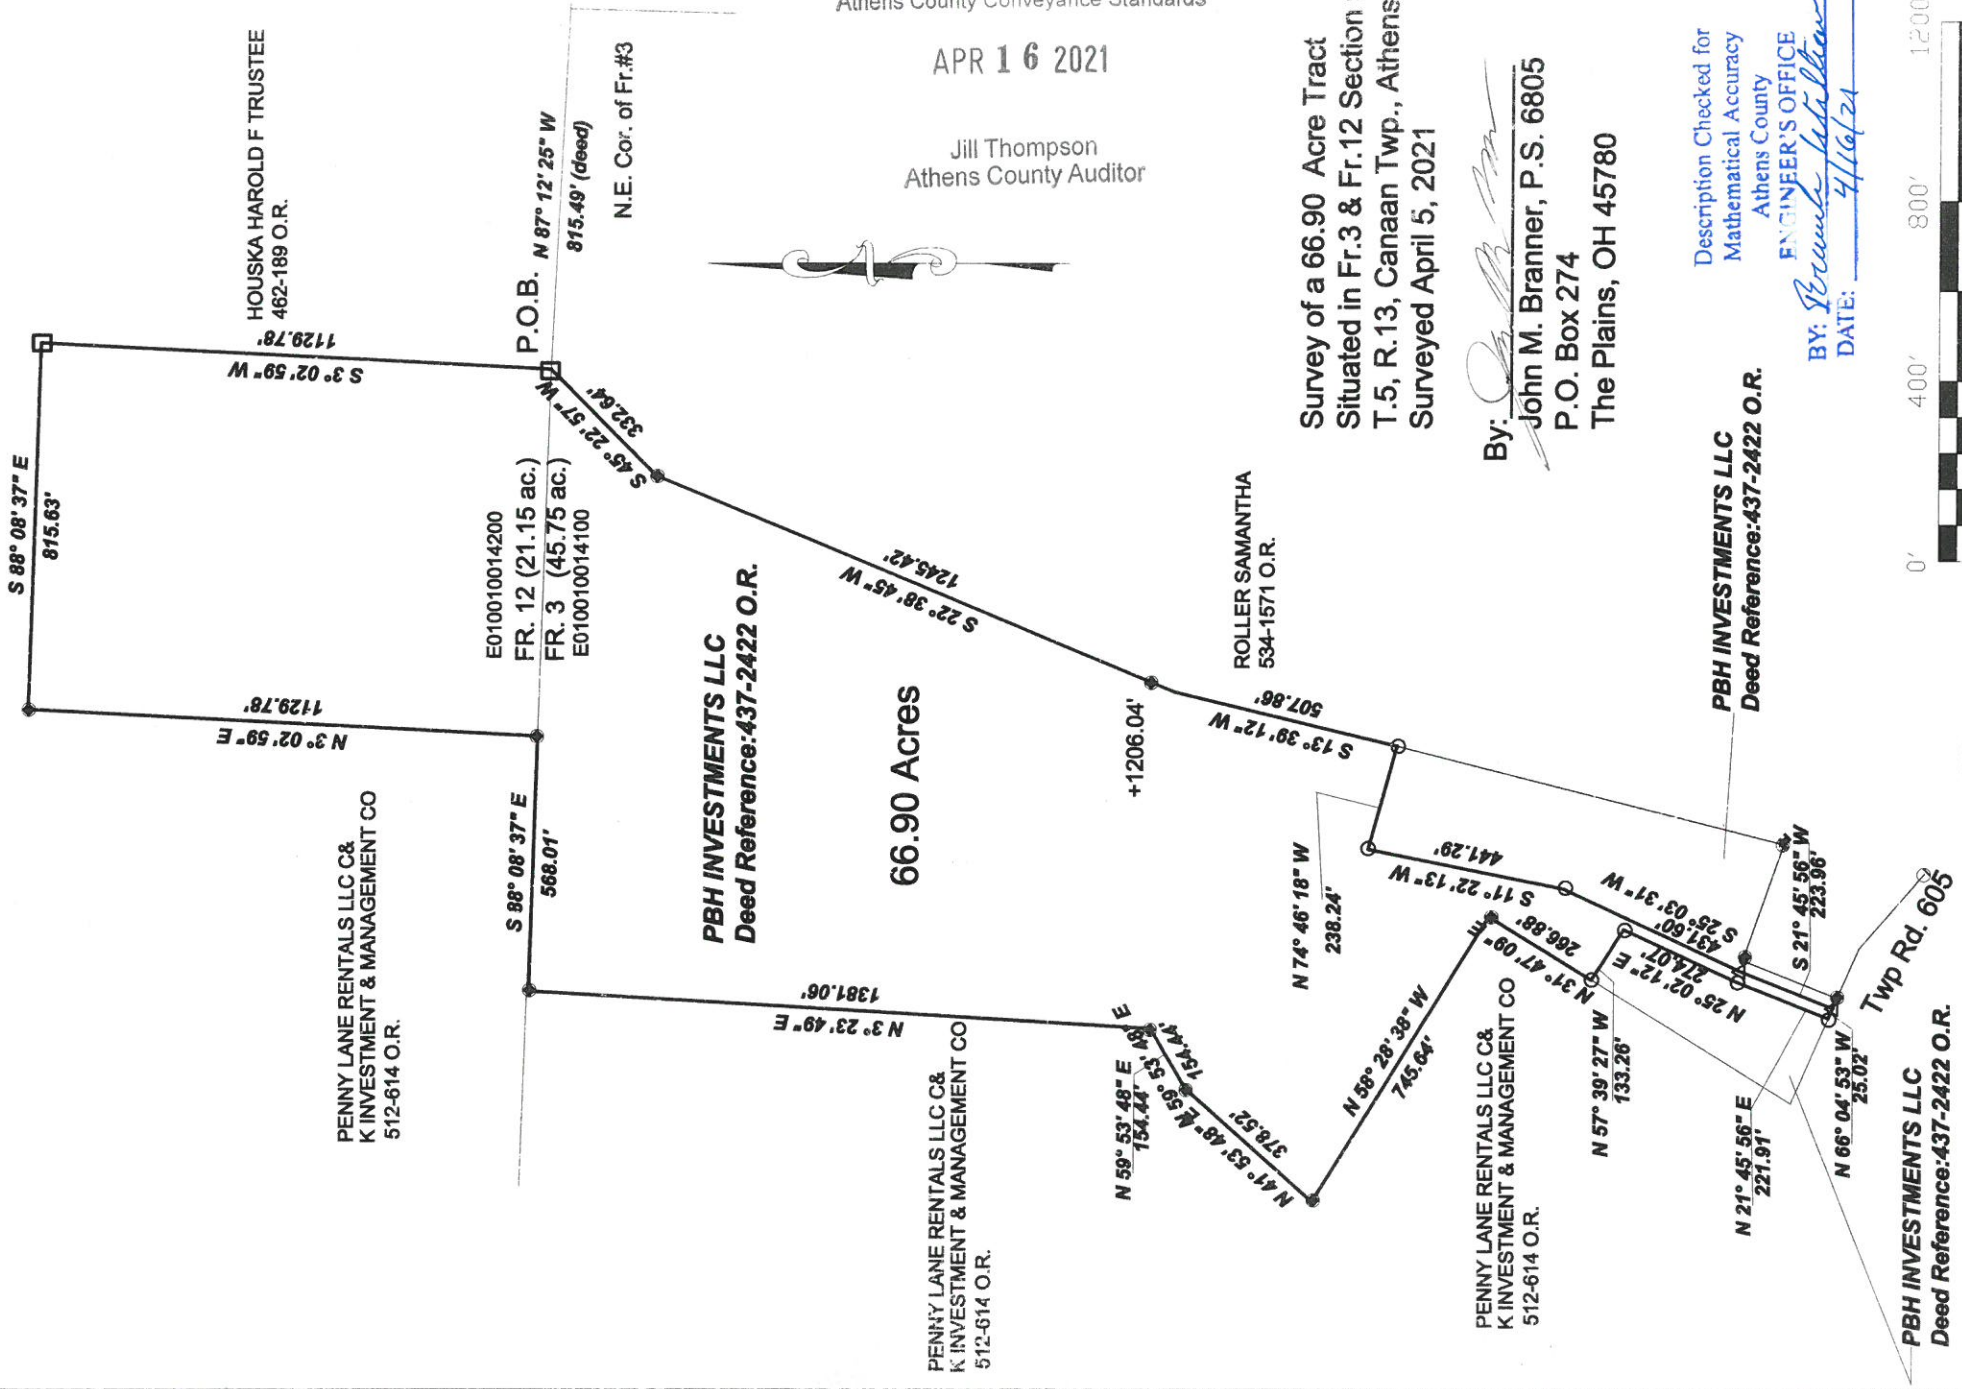 Athens County Conveyance Standards
APR 16 2021
Jill Thompson
Athens County Auditor
HOUSKA HAROLD F TRUSTEE
462-189 O.R.
N 87° 12' 25" W
815.49' (deed)
N.E. Cor. of Fr.#3
P.O.B.
S 88° 08' 37" E
815.63'
1129.78'
S 3° 02' 59" W
S 45° 22' 57" W
332.64'
E010010014200
FR. 12 (21.15 ac.)
FR. 3 (45.75 ac.)
E010010014100
1129.78'
N 3° 02' 59" E
PENNY LANE RENTALS LLC C&
K INVESTMENT & MANAGEMENT CO
512-614 O.R.
S 88° 08' 37" E
568.01'
PBH INVESTMENTS LLC
Deed Reference:437-2422 O.R.
66.90 Acres
1245.42'
S 22° 38' 45" W
1381.06'
N 3° 23' 49" E
PENNY LANE RENTALS LLC C&
K INVESTMENT & MANAGEMENT CO
512-614 O.R.
+1206.04'
ROLLER SAMANTHA
534-1571 O.R.
507.86'
S 13° 39' 12" W
N 59° 53' 48" E
154.44'
N 59° 53' 48" E
154.44'
N 41° 53' 48" E
378.52'
N 58° 28' 38" W
745.64'
N 74° 46' 18" W
238.24'
441.29'
S 11° 22' 13" W
266.88'
N 31° 47' 09" E
PENNY LANE RENTALS LLC C&
K INVESTMENT & MANAGEMENT CO
512-614 O.R.
N 57° 39' 27" W
133.26'
S 25° 03' 31" W
431.60'
274.07'
N 25° 02' 12" E
S 21° 45' 56" W
223.96'
N 21° 45' 56" E
221.91'
N 66° 04' 53" W
25.02'
Twp Rd. 605
PBH INVESTMENTS LLC
Deed Reference:437-2422 O.R.
PBH INVESTMENTS LLC
Deed Reference:437-2422 O.R.
Survey of a 66.90 Acre Tract
Situated in Fr.3 & Fr.12 Section
T.5, R.13, Canaan Twp., Athens
Surveyed April 5, 2021
By:
John M. Branner, P.S. 6805
P.O. Box 274
The Plains, OH 45780
Description Checked for
Mathematical Accuracy
Athens County
ENGINEER'S OFFICE
BY:
DATE: 4/16/21
0' 400' 800' 1200